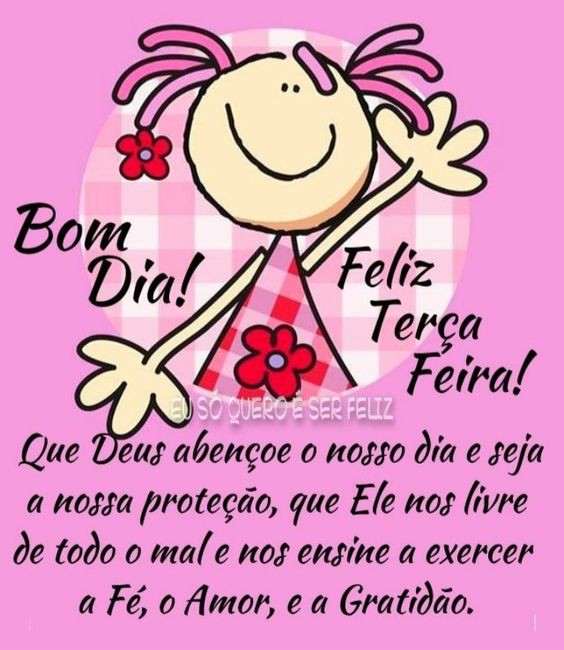 Bom
Dia!
Feliz
Terça
Feira!
EU SÓ QUERO É SER FELIZ
Que Deus abençoe o nosso dia e seja
a nossa proteção, que Ele nos livre
de todo o mal e nos ensine a exercer
a Fé, o Amor, e a Gratidão.